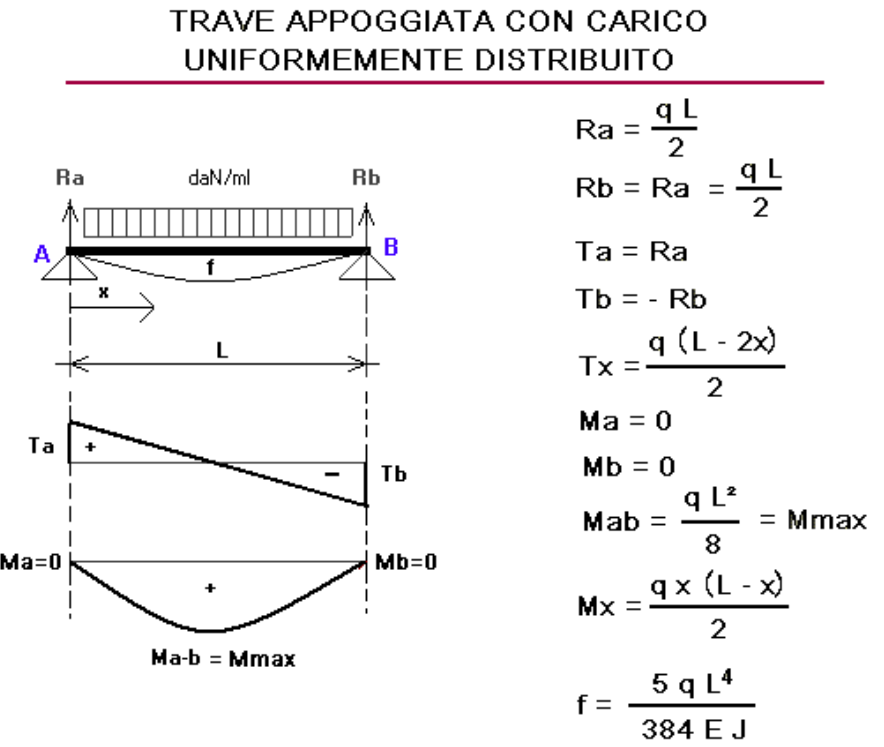 TRAVE APPOGGIATA CON CARICO
UNIFORMEMENTE DISTRIBUITO
Ra daN/ml Rb
A B
f
x
L
Ta + − Tb
Ma=0 Mb=0
+
Ma-b = Mmax
Ra = q L / 2
Rb = Ra = q L / 2
Ta = Ra
Tb = - Rb
Tx = q (L - 2x) / 2
Ma = 0
Mb = 0
Mab = q L² / 8 = Mmax
Mx = q x (L - x) / 2
f = 5 q L⁴ / 384 E J